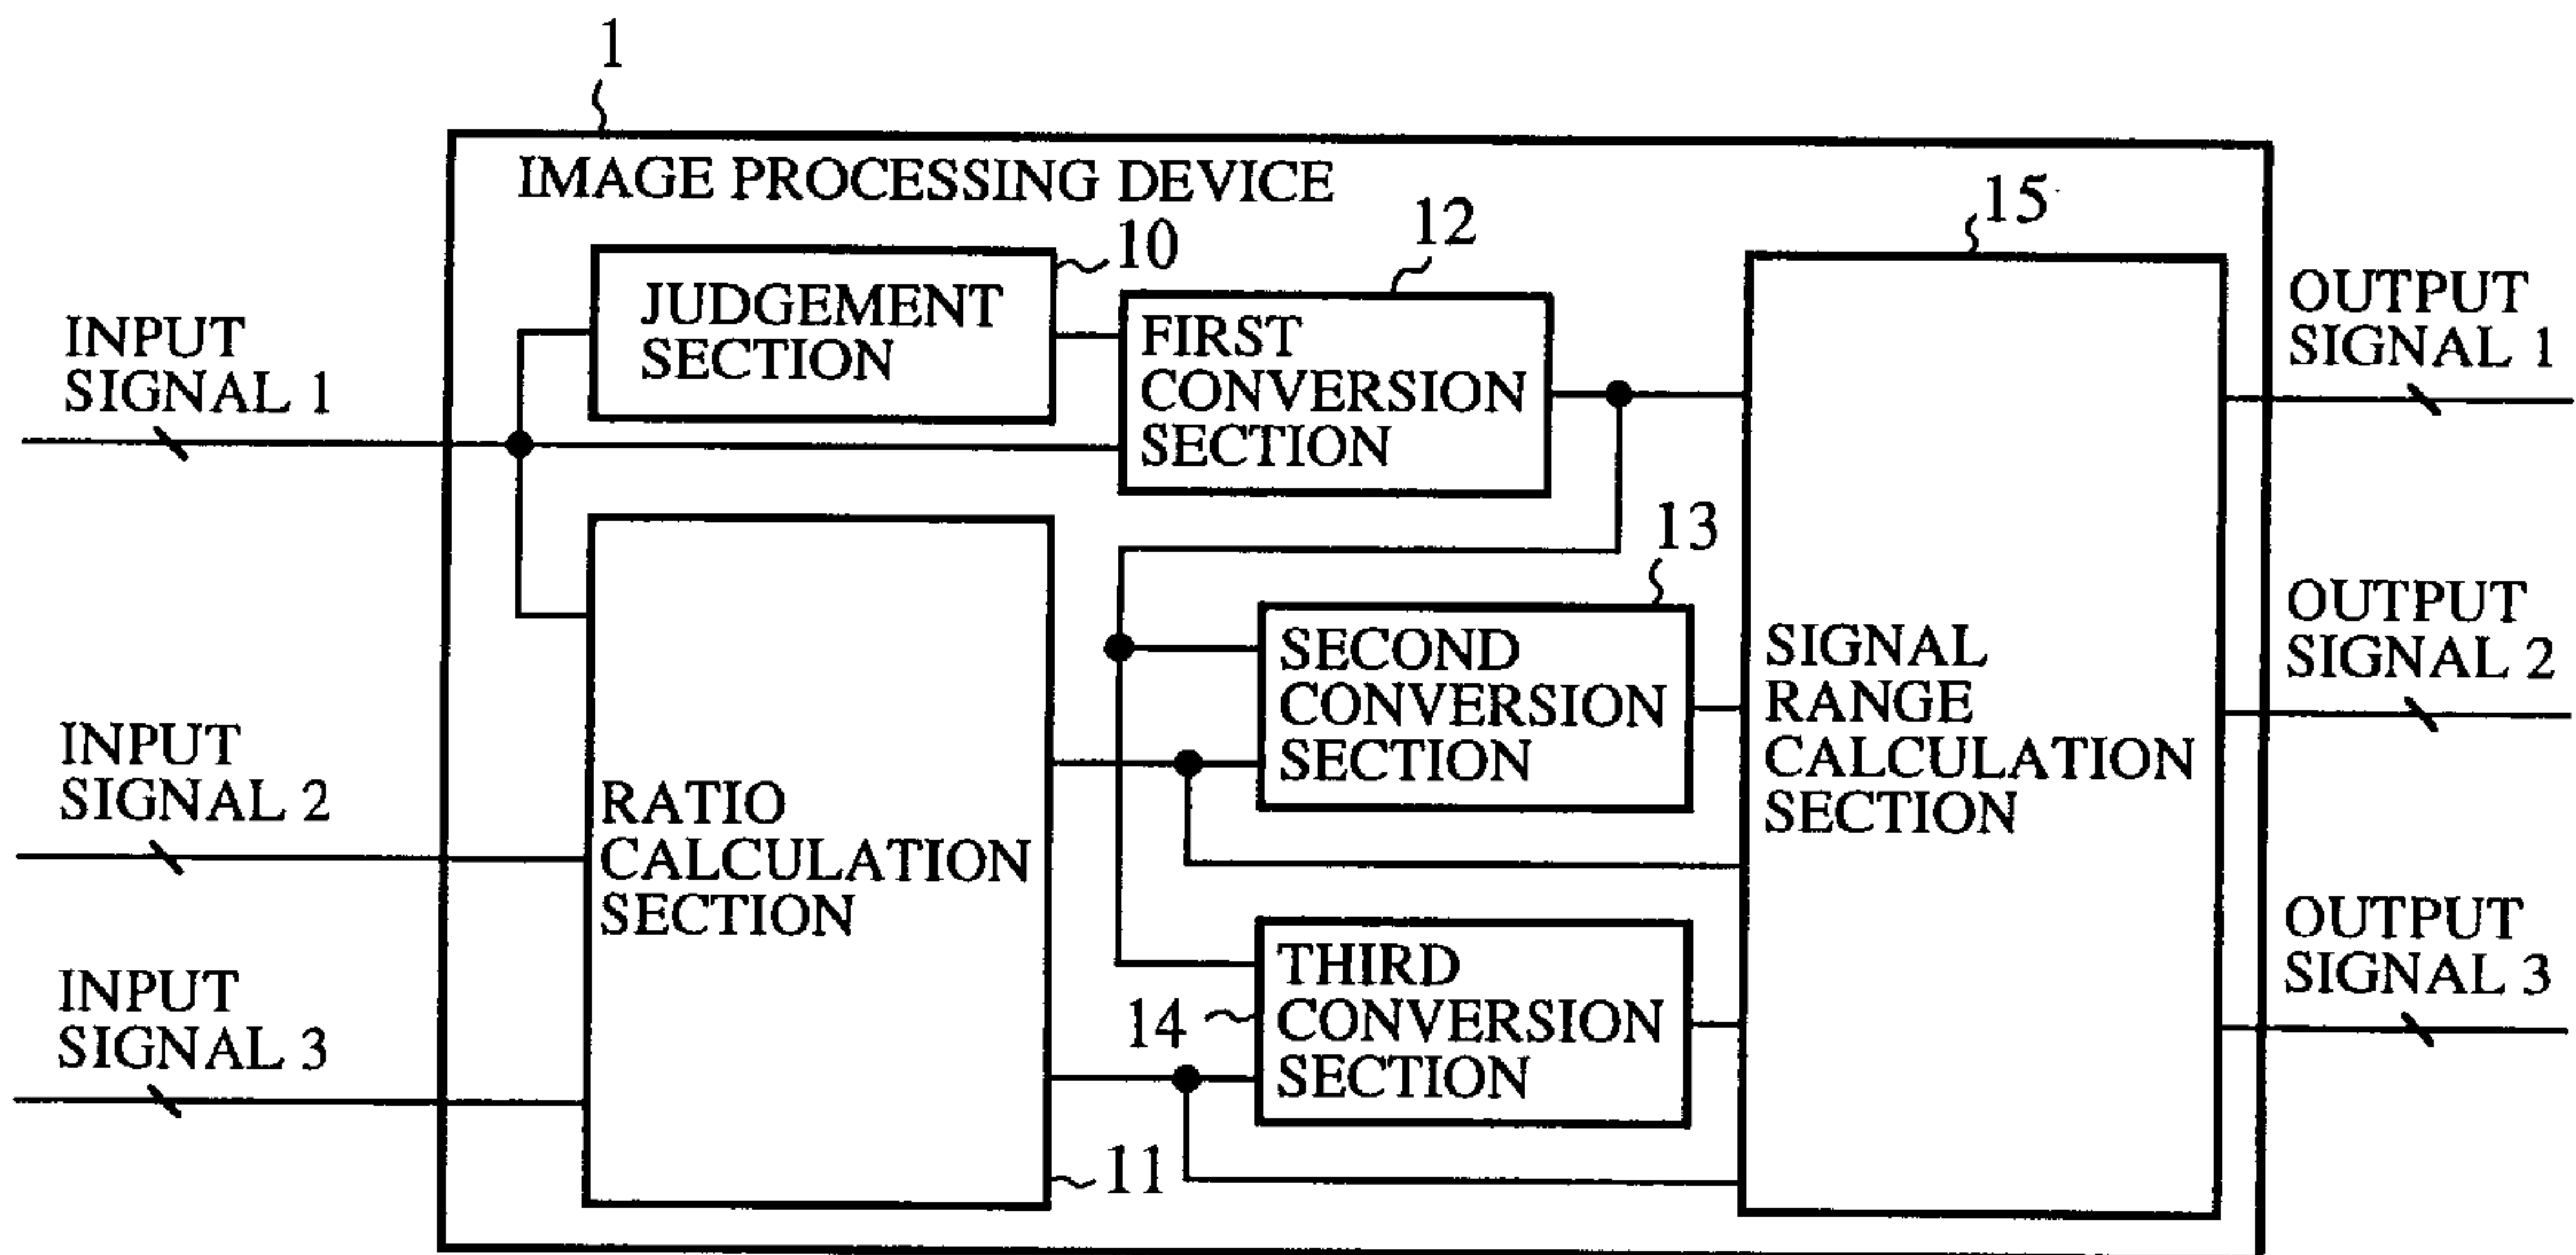 1
IMAGE PROCESSING DEVICE
10
12
15
JUDGEMENT
SECTION
FIRST
CONVERSION
SECTION
INPUT
SIGNAL 1
OUTPUT
SIGNAL 1
13
SECOND
CONVERSION
SECTION
SIGNAL
RANGE
CALCULATION
SECTION
OUTPUT
SIGNAL 2
INPUT
SIGNAL 2
RATIO
CALCULATION
SECTION
THIRD
CONVERSION
SECTION
14
INPUT
SIGNAL 3
OUTPUT
SIGNAL 3
11